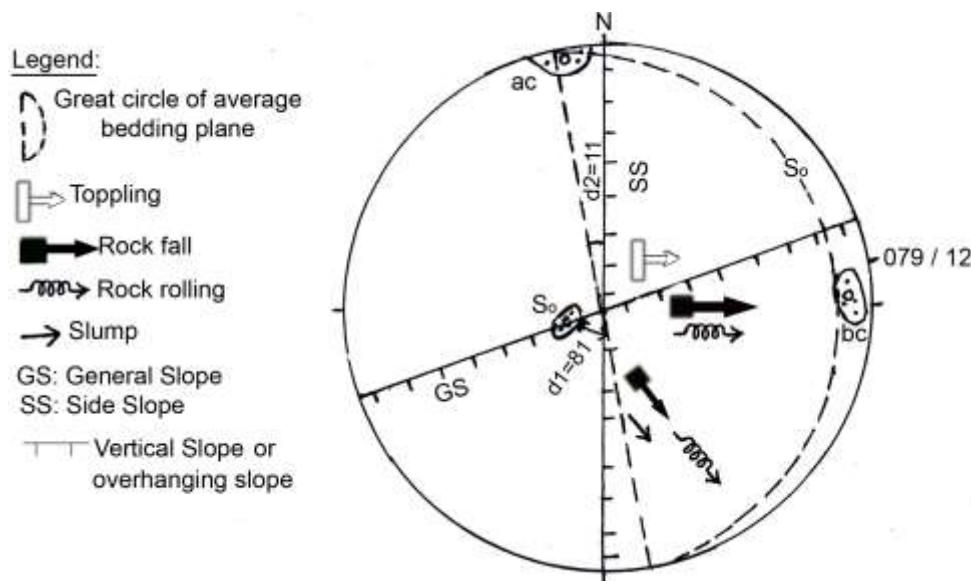 Legend:
Great circle of average
bedding plane
Toppling
Rock fall
Rock rolling
Slump
GS: General Slope
SS: Side Slope
Vertical Slope or
overhanging slope
N
ac
d2=11
SS
So
079 / 12
So
bc
d1=81
GS